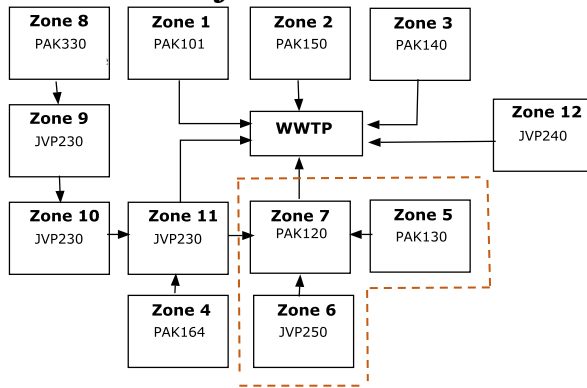 Zone 8
PAK330
Zone 1
PAK101
Zone 2
PAK150
Zone 3
PAK140
Zone 9
JVP230
WWTP
Zone 12
JVP240
Zone 10
JVP230
Zone 11
JVP230
Zone 7
PAK120
Zone 5
PAK130
Zone 4
PAK164
Zone 6
JVP250